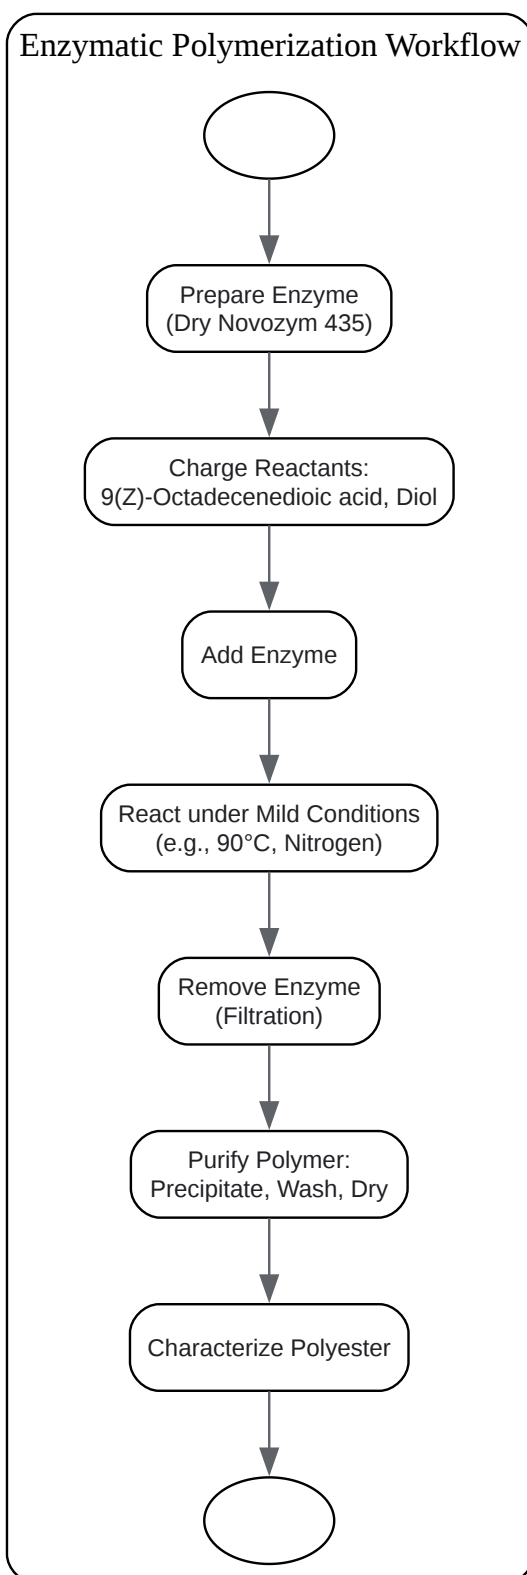 Enzymatic Polymerization Workflow
Prepare Enzyme
(Dry Novozym 435)
Charge Reactants:
9(Z)-Octadecenedioic acid, Diol
Add Enzyme
React under Mild Conditions
(e.g., 90°C, Nitrogen)
Remove Enzyme
(Filtration)
Purify Polymer:
Precipitate, Wash, Dry
Characterize Polyester